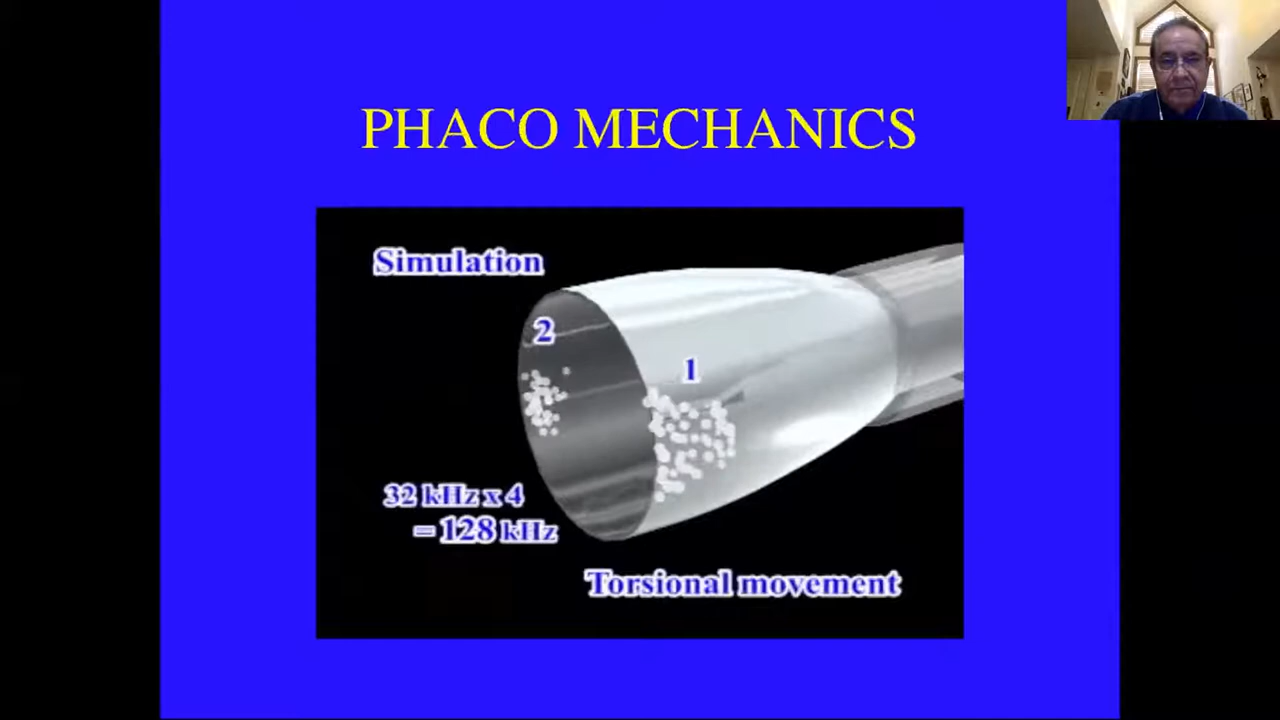 PHACO MECHANICS
Simulation
2
1
32 kHz x 4
= 128 kHz
Torsional movement